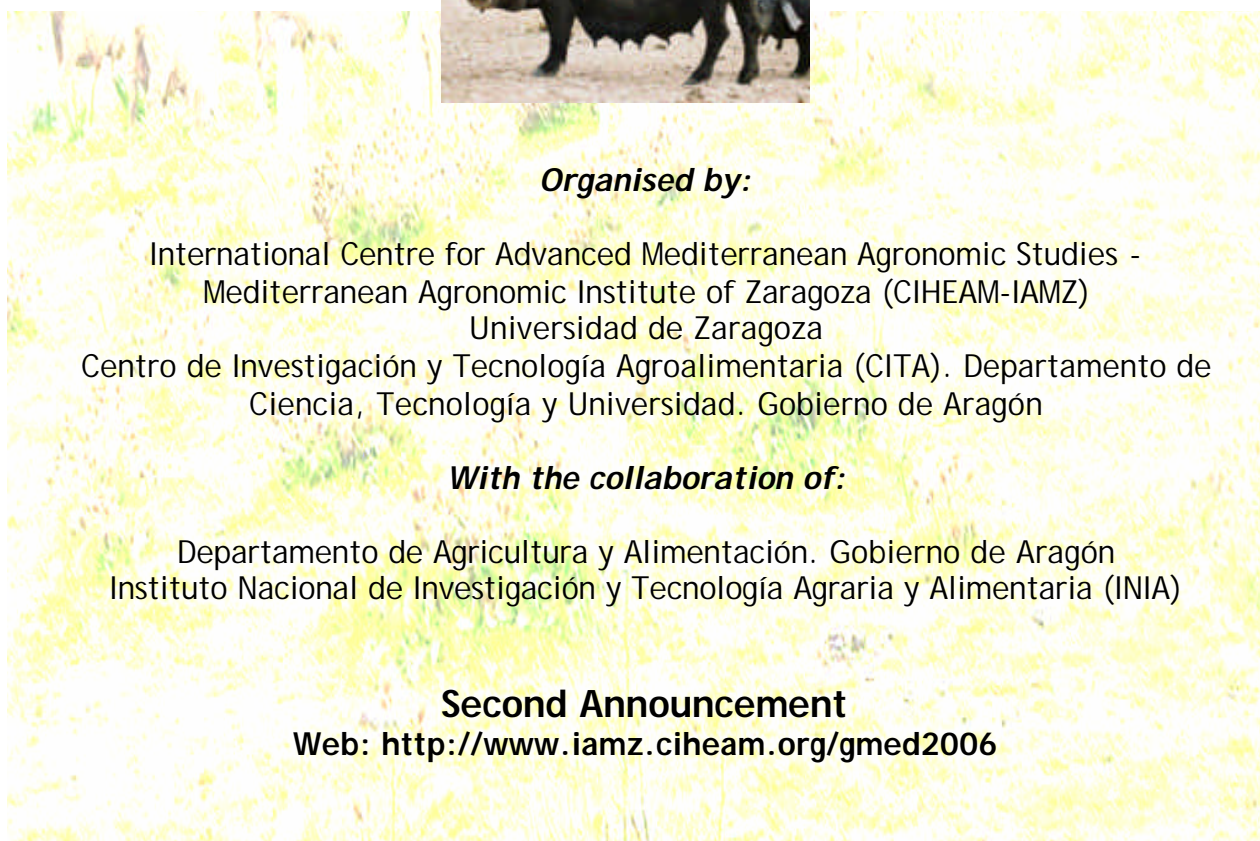 Organised by:
International Centre for Advanced Mediterranean Agronomic Studies -
Mediterranean Agronomic Institute of Zaragoza (CIHEAM-IAMZ)
Universidad de Zaragoza
Centro de Investigación y Tecnología Agroalimentaria (CITA). Departamento de
Ciencia, Tecnología y Universidad. Gobierno de Aragón
With the collaboration of:
Departamento de Agricultura y Alimentación. Gobierno de Aragón
Instituto Nacional de Investigación y Tecnología Agraria y Alimentaria (INIA)
Second Announcement
Web: http://www.iamz.ciheam.org/gmed2006